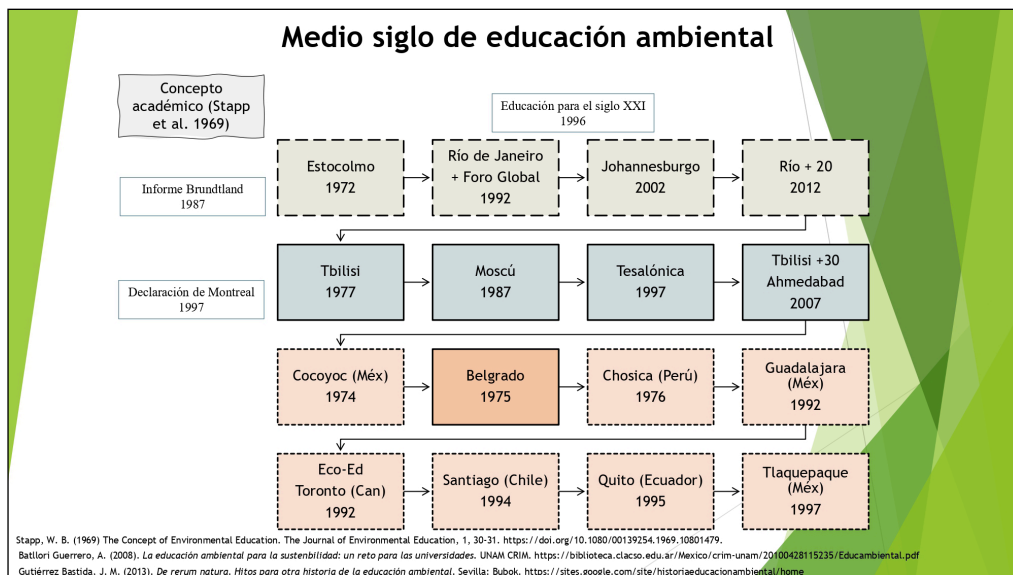 Medio siglo de educación ambiental
Concepto
académico (Stapp
et al. 1969)
Educación para el siglo XXI
1996
Estocolmo
1972
Río de Janeiro
+ Foro Global
1992
Johannesburgo
2002
Río + 20
2012
Informe Brundtland
1987
Tbilisi
1977
Moscú
1987
Tesalónica
1997
Tbilisi +30
Ahmedabad
2007
Declaración de Montreal
1997
Cocoyoc (Méx)
1974
Belgrado
1975
Chosica (Perú)
1976
Guadalajara
(Méx)
1992
Eco-Ed
Toronto (Can)
1992
Santiago (Chile)
1994
Quito (Ecuador)
1995
Tlaquepaque
(Méx)
1997
Stapp, W. B. (1969) The Concept of Environmental Education. The Journal of Environmental Education, 1, 30-31. https://doi.org/10.1080/00139254.1969.10801479.
Batllori Guerrero, A. (2008). La educación ambiental para la sustenbilidad: un reto para las universidades. UNAM CRIM. https://biblioteca.clacso.edu.ar/Mexico/crim-unam/20100428115235/Educambiental.pdf
Gutiérrez Bastida, J. M. (2013). De rerum natura. Hitos para otra historia de la educación ambiental. Sevilla: Bubok. https://sites.google.com/site/historiaeducacionambiental/home